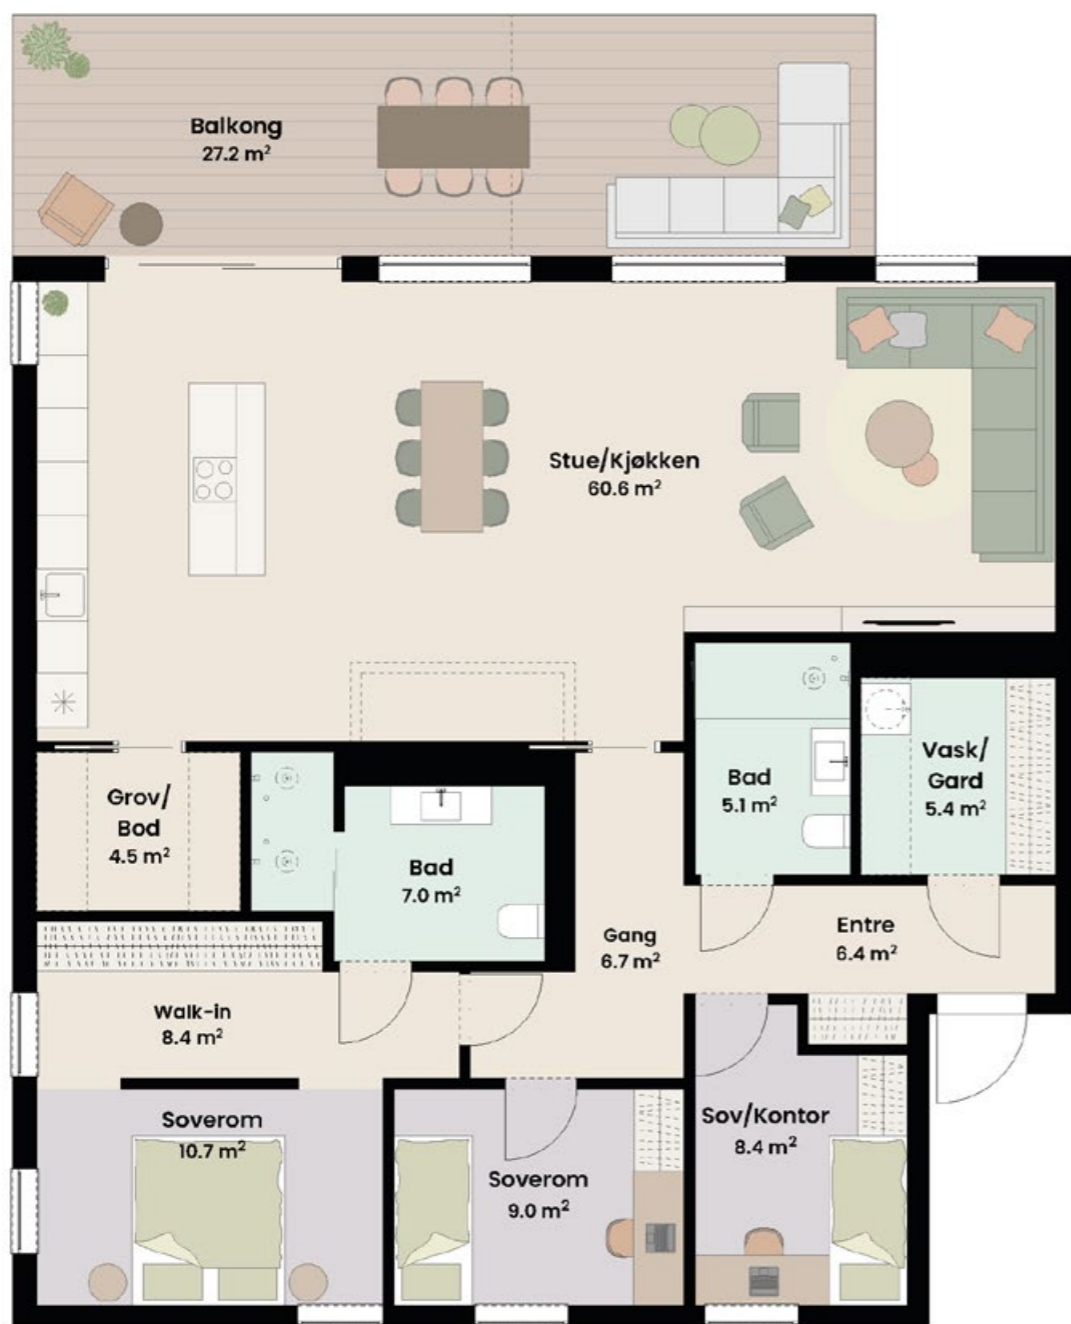 Balkong
27.2 m²
Stue/Kjøkken
60.6 m²
Grov/
Bod
4.5 m²
Bad
7.0 m²
Bad
5.1 m²
Vask/
Gard
5.4 m²
Gang
6.7 m²
Entre
6.4 m²
Walk-in
8.4 m²
Soverom
10.7 m²
Soverom
9.0 m²
Sov/Kontor
8.4 m²